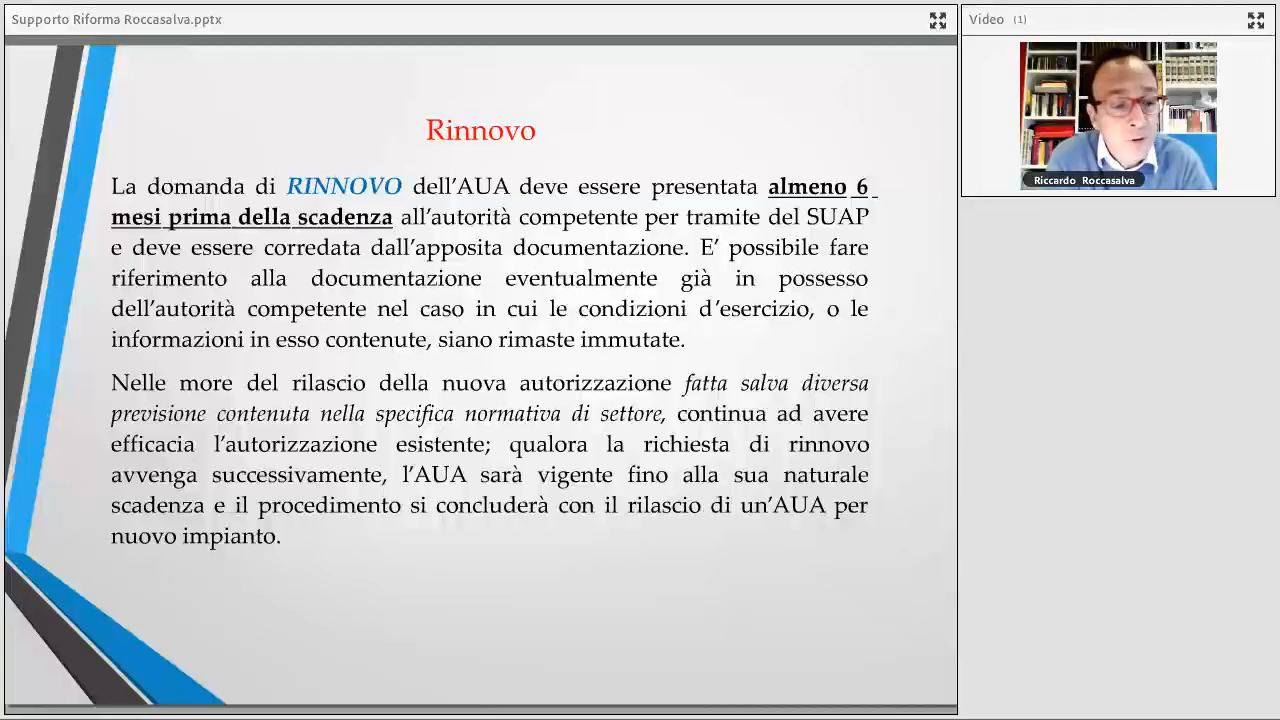 Supporto Riforma Roccasalva.pptx
Video (1)
Riccardo Roccasalva
Rinnovo
La domanda di RINNOVO dell’AUA deve essere presentata almeno 6
mesi prima della scadenza all’autorità competente per tramite del SUAP
e deve essere corredata dall’apposita documentazione. E’ possibile fare
riferimento alla documentazione eventualmente già in possesso
dell’autorità competente nel caso in cui le condizioni d’esercizio, o le
informazioni in esso contenute, siano rimaste immutate.
Nelle more del rilascio della nuova autorizzazione fatta salva diversa
previsione contenuta nella specifica normativa di settore, continua ad avere
efficacia l’autorizzazione esistente; qualora la richiesta di rinnovo
avvenga successivamente, l’AUA sarà vigente fino alla sua naturale
scadenza e il procedimento si concluderà con il rilascio di un’AUA per
nuovo impianto.